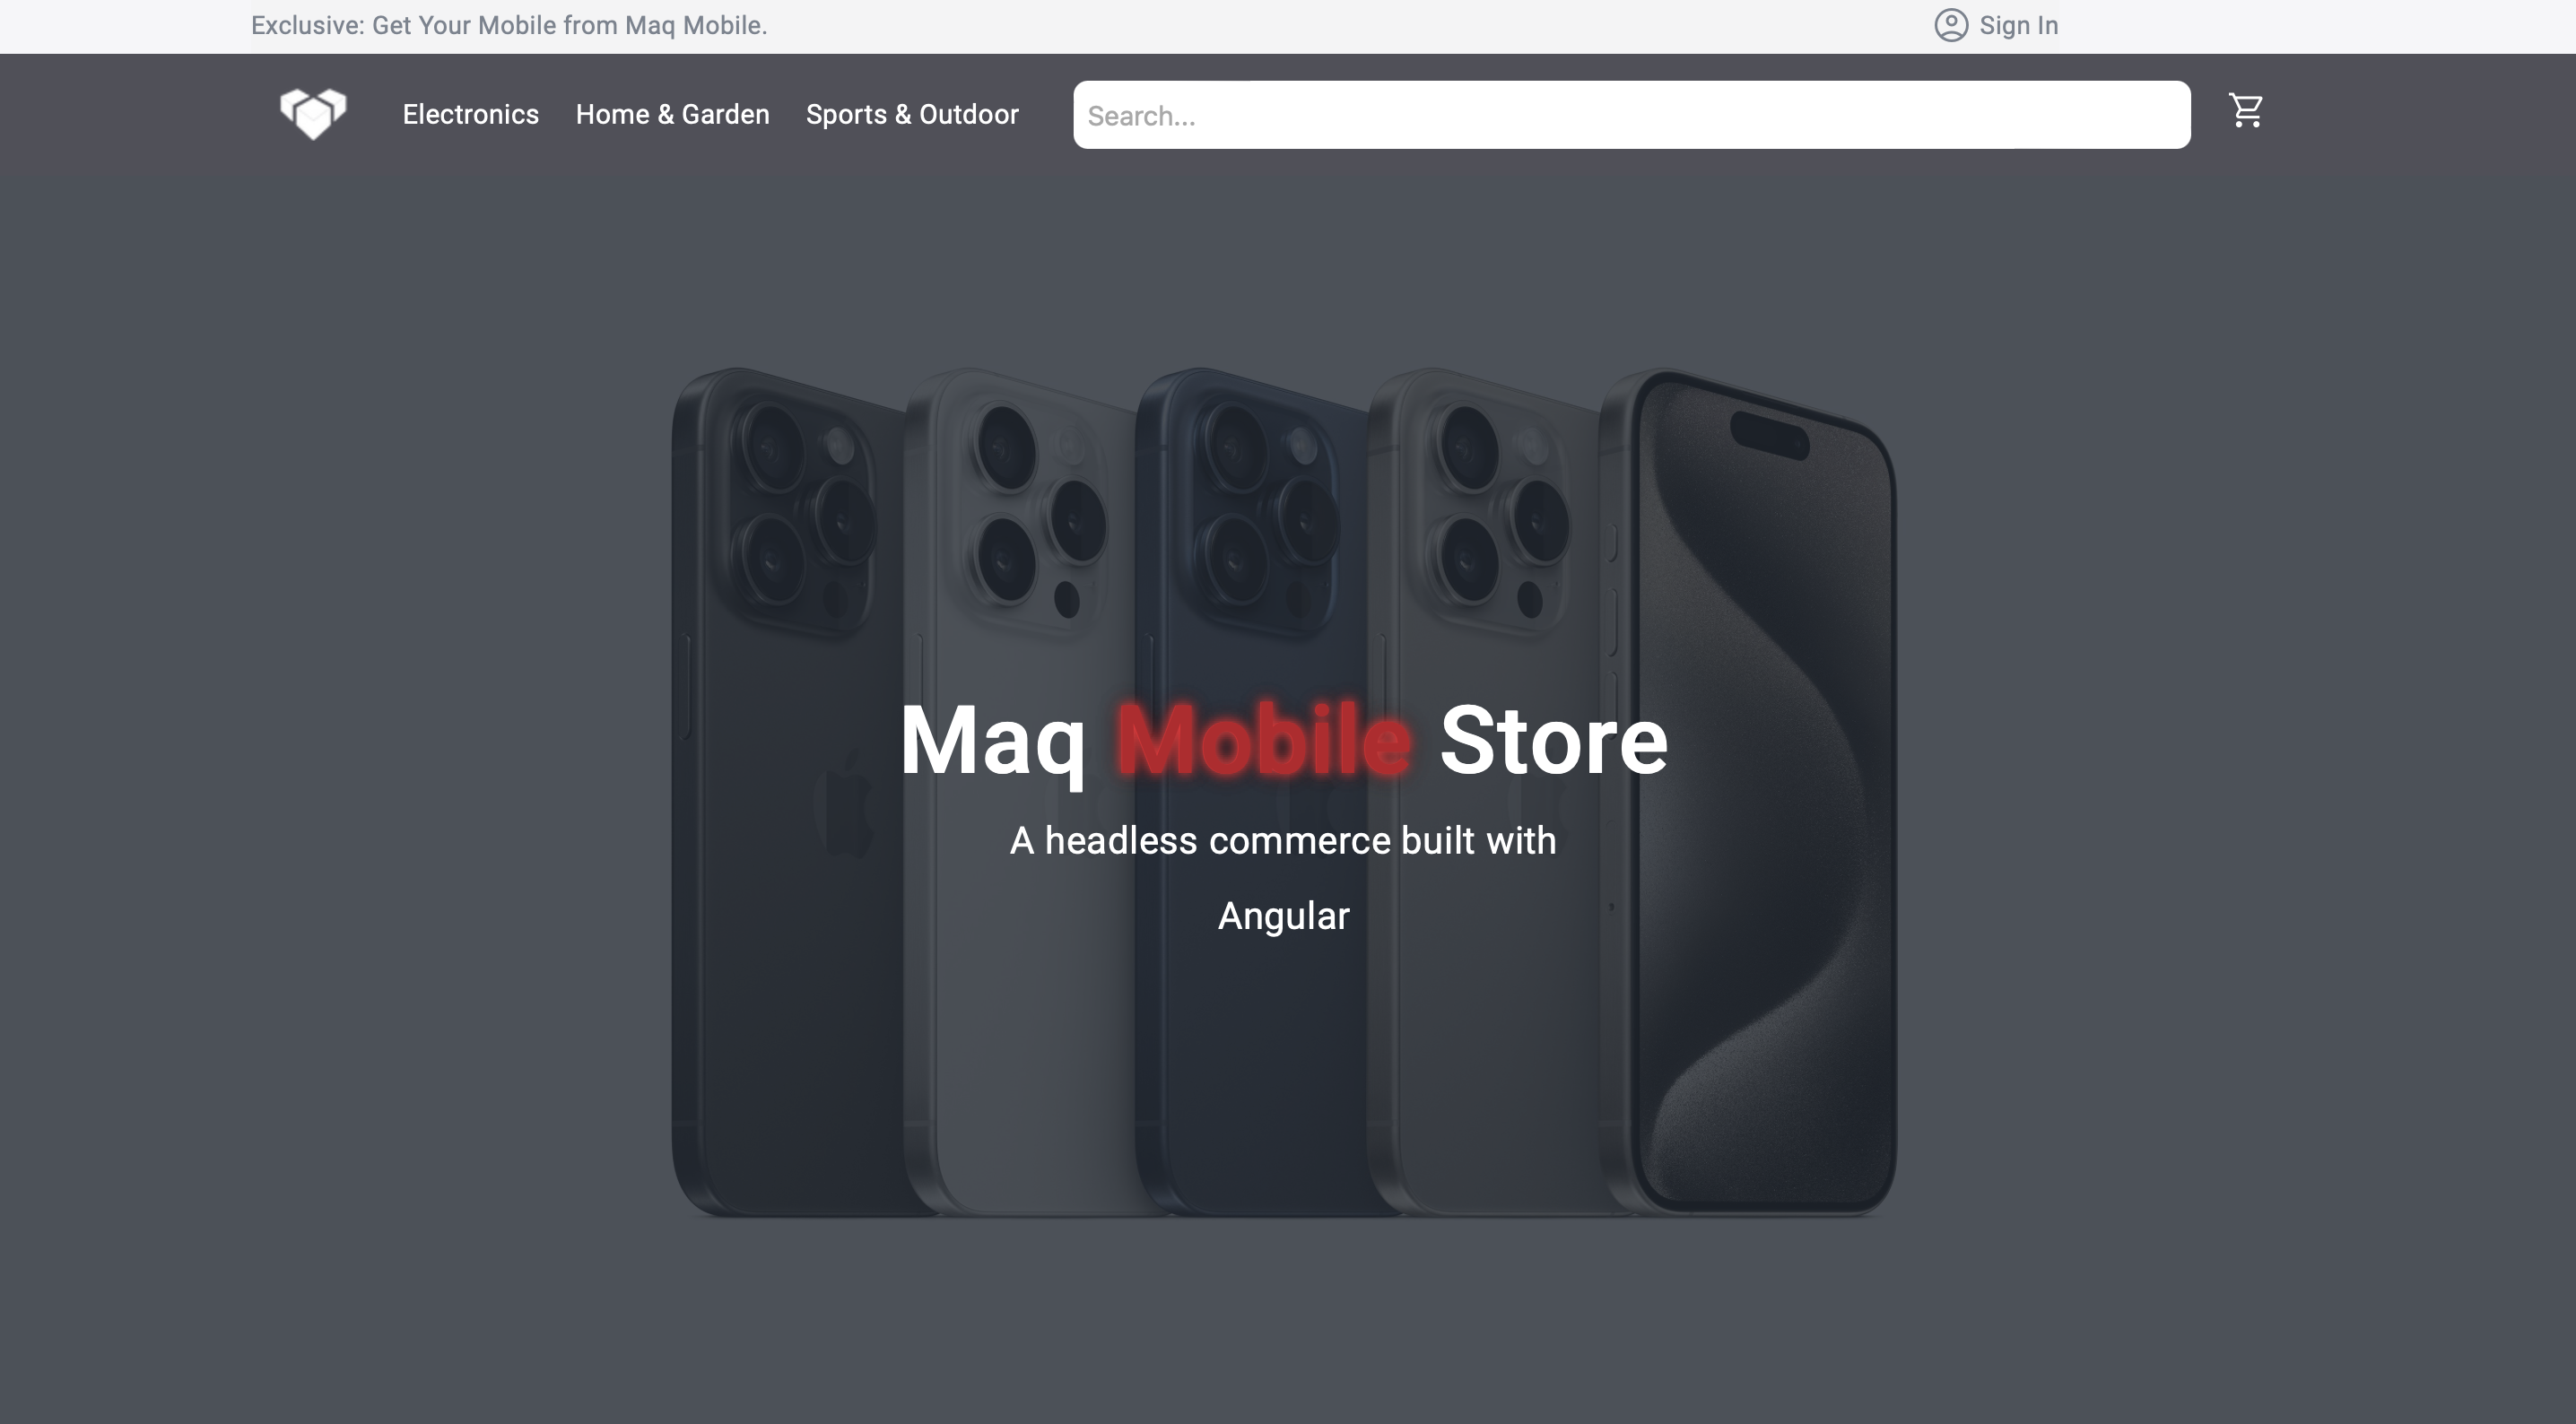 Exclusive: Get Your Mobile from Maq Mobile.
Sign In
Electronics Home & Garden Sports & Outdoor Search...
Maq Mobile Store
A headless commerce built with
Angular